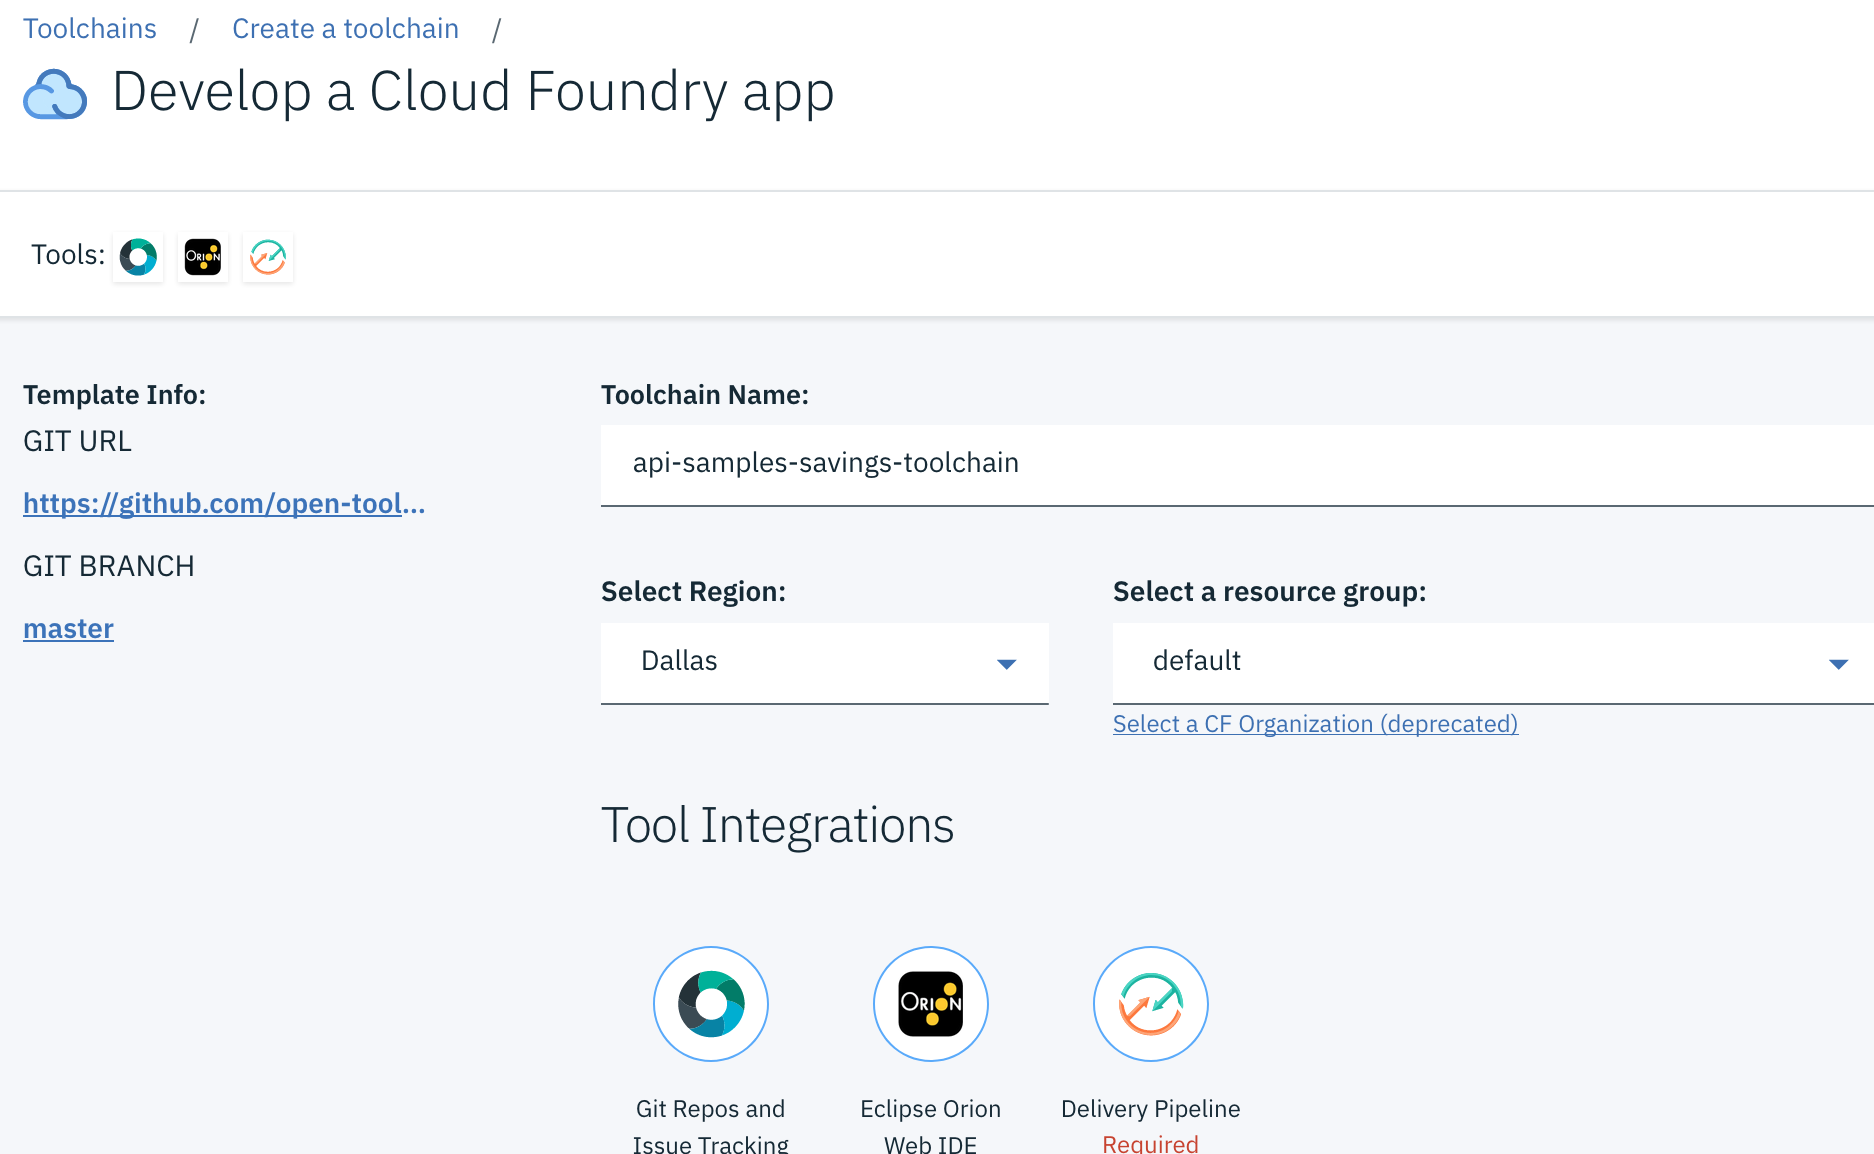 Toolchains / Create a toolchain /
Develop a Cloud Foundry app
Tools:
ORION
Template Info:
GIT URL
https://github.com/open-tool...
GIT BRANCH
master
Toolchain Name:
api-samples-savings-toolchain
Select Region:
Dallas
Select a resource group:
default
Select a CF Organization (deprecated)
Tool Integrations
ORION
Git Repos and
Issue Tracking
Eclipse Orion
Web IDE
Delivery Pipeline
Required